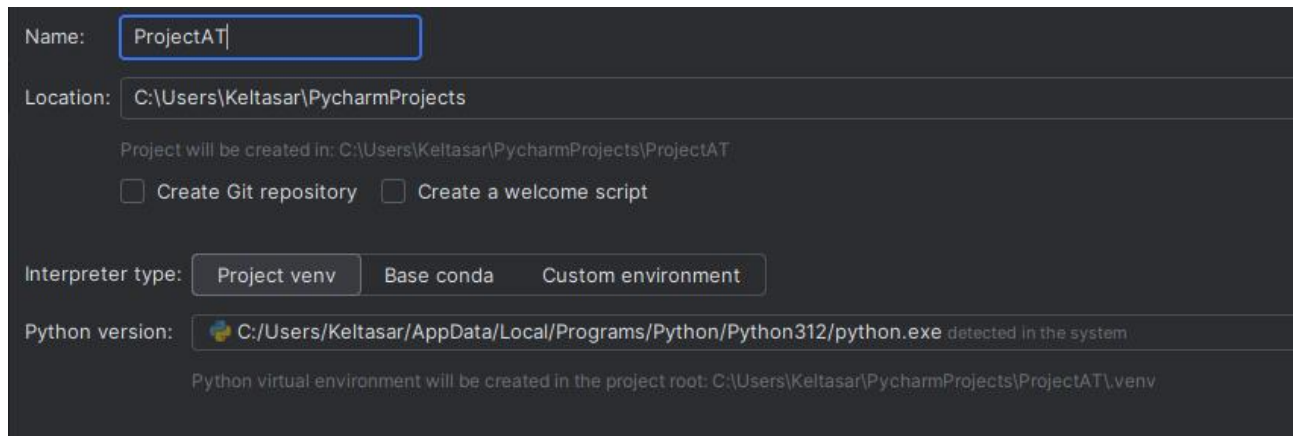 Name: ProjectAT
Location: C:\Users\Keltasar\PycharmProjects
Project will be created in: C:\Users\Keltasar\PycharmProjects\ProjectAT
Create Git repository Create a welcome script
Interpreter type: Project venv Base conda Custom environment
Python version: C:/Users/Keltasar/AppData/Local/Programs/Python/Python312/python.exe detected in the system
Python virtual environment will be created in the project root: C:\Users\Keltasar\PycharmProjects\ProjectAT\.venv